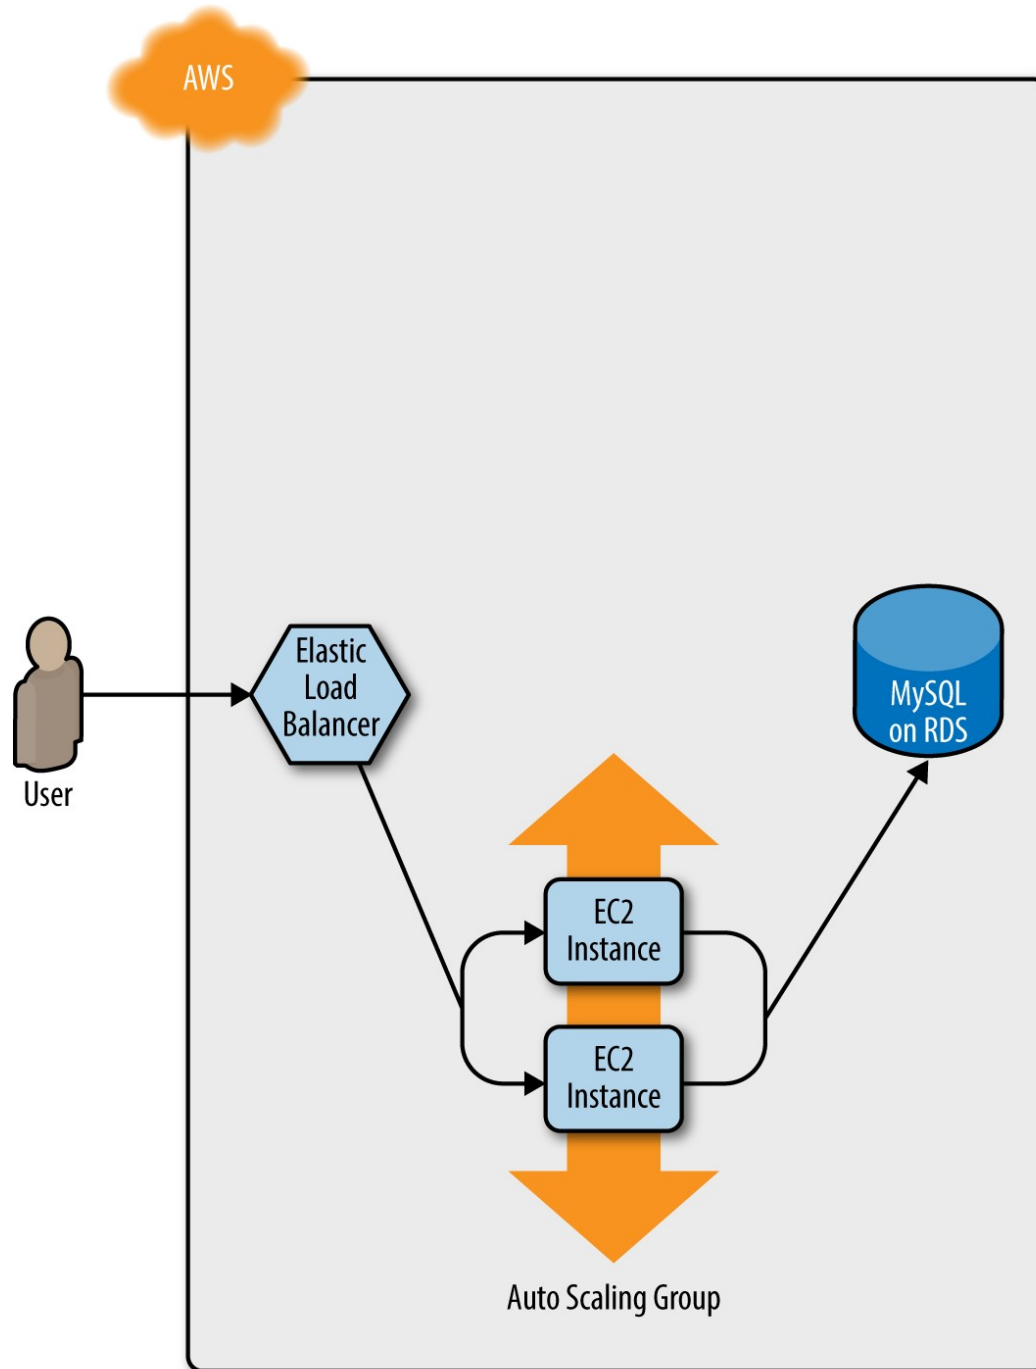 AWS
Elastic
Load
Balancer
User
MySQL
on RDS
EC2
Instance
EC2
Instance
Auto Scaling Group